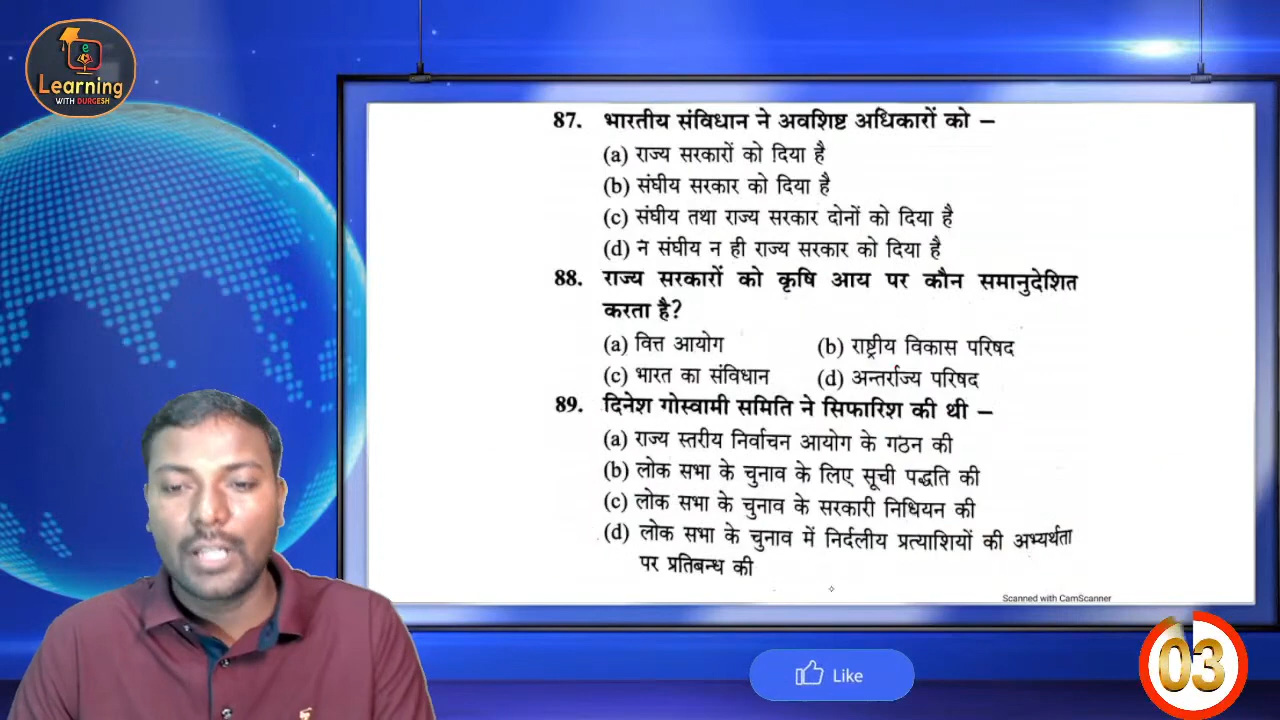 e
Learning
WITH DURGESH
87. भारतीय संविधान ने अवशिष्ट अधिकारों को –
(a) राज्य सरकारों को दिया है
(b) संघीय सरकार को दिया है
(c) संघीय तथा राज्य सरकार दोनों को दिया है
(d) न संघीय न ही राज्य सरकार को दिया है
88. राज्य सरकारों को कृषि आय पर कौन समानुदेशित
करता है?
(a) वित्त आयोग (b) राष्ट्रीय विकास परिषद
(c) भारत का संविधान (d) अन्तर्राज्य परिषद
89. दिनेश गोस्वामी समिति ने सिफारिश की थी –
(a) राज्य स्तरीय निर्वाचन आयोग के गठन की
(b) लोक सभा के चुनाव के लिए सूची पद्धति की
(c) लोक सभा के चुनाव के सरकारी निधियन की
(d) लोक सभा के चुनाव में निर्दलीय प्रत्याशियों की अभ्यर्थता
पर प्रतिबन्ध की
Scanned with CamScanner
Like
03